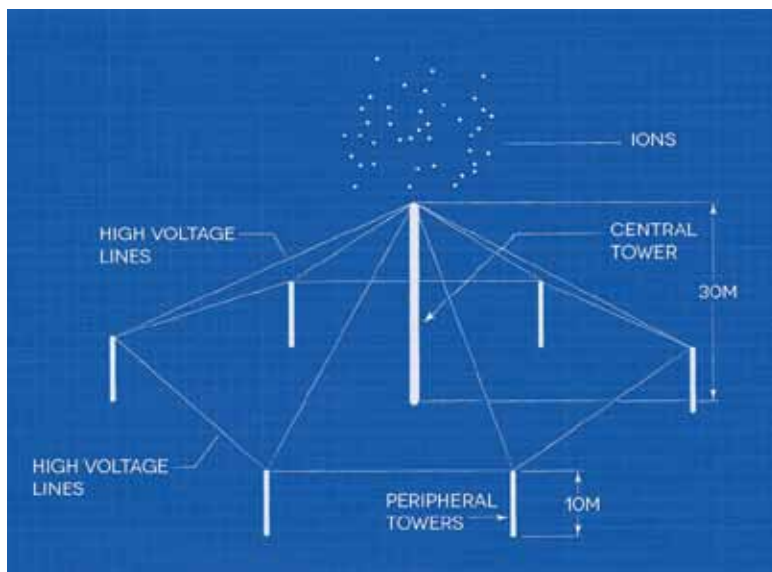 IONS
HIGH VOLTAGE
LINES
CENTRAL
TOWER
30M
HIGH VOLTAGE
LINES
PERIPHERAL
TOWERS
10M